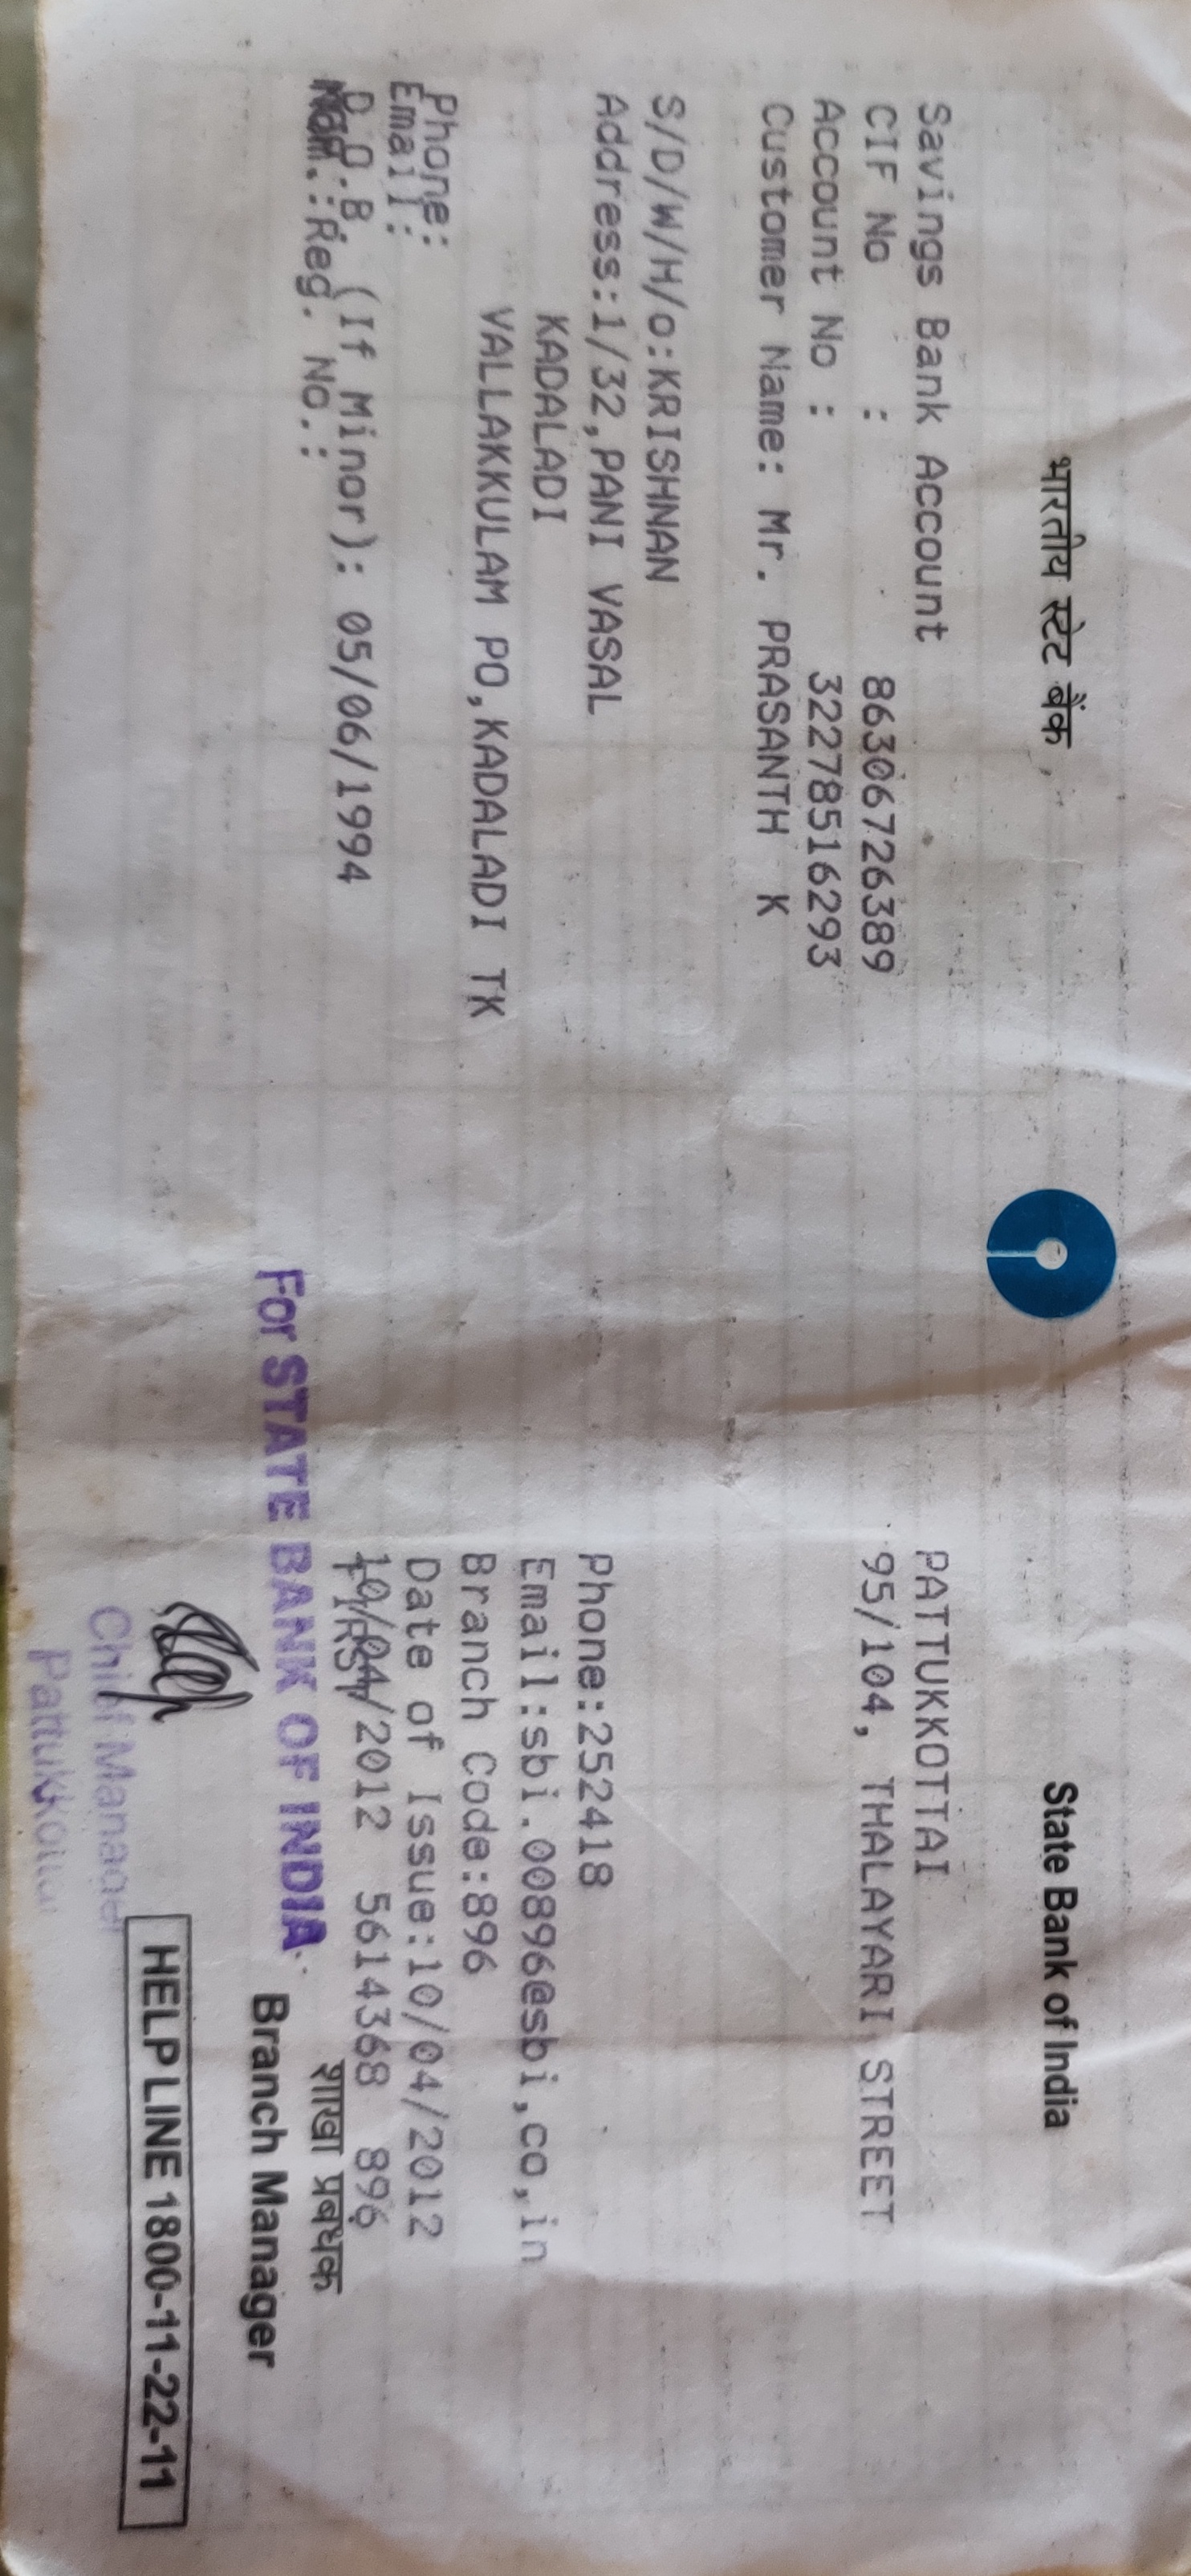 भारतीय स्टेट बैंक
State Bank of India
Savings Bank Account
CIF No : 86306726389
Account No : 32278516293
Customer Name: Mr. PRASANTH K
S/D/W/H/o:KRISHNAN
Address:1/32,PANI VASAL
KADALADI
VALLAKKULAM PO,KADALADI TK
Phone:
Email:
D.O.B. (If Minor): 05/06/1994
Reg. No.:
PATTUKKOTTAI
95/104, THALAYARI STREET
Phone:252418
Email:sbi.00896@sbi,co,in
Branch Code:896
Date of Issue:10/04/2012
10/04/2012 5614368 896
FIRST
For STATE BANK OF INDIA
शाखा प्रबन्धक
Branch Manager
Chief Manager
Pattukkottai
HELP LINE 1800-11-22-11